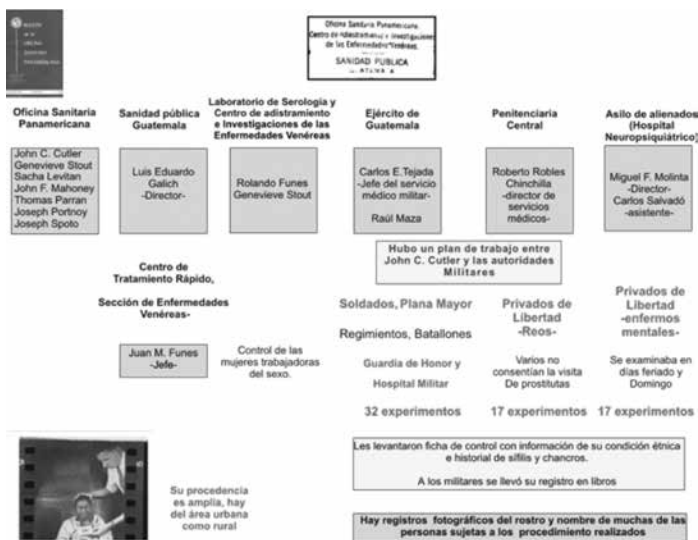 Oficina Sanitaria Panamericana
Centro de Adiestramiento e Investigaciones
de las Enfermedades Venéreas
SANIDAD PUBLICA
Oficina Sanitaria
Panamericana
John C. Cutler
Genevieve Stout
Sacha Levitan
John F. Mahoney
Thomas Parran
Joseph Portnoy
Joseph Spoto
Sanidad pública
Guatemala
Luis Eduardo
Galich
-Director-
Laboratorio de Serología y
Centro de adistramiento
e Investigaciones de las
Enfermedades Venéreas
Rolando Funes
Genevieve Stout
Ejército de
Guatemala
Carlos E.Tejada
-Jefe del servicio
médico militar-
Raúl Maza
Penitenciaria
Central
Roberto Robles
Chinchilla
-director de
servicios
médicos-
Asilo de alienados
(Hospital
Neuropsiquiátrico)
Miguel F. Molinta
-Director-
Carlos Salvadó
-asistente-
Hubo un plan de trabajo entre
John C. Cutler y las autoridades
Militares
Centro de
Tratamiento Rápido,
Sección de Enfermedades
Venéreas-
Juan M. Funes
-Jefe-
Control de las
mujeres trabajadoras
del sexo.
Soldados, Plana Mayor
Regimientos, Batallones
Guardia de Honor y
Hospital Militar
32 experimentos
Privados de
Libertad
-Reos-
Varios no
consentían la visita
De prostitutas
17 experimentos
Privados de
Libertad
-enfermos
mentales-
Se examinaba en
días feriado y
Domingo
17 experimentos
Les levantaron ficha de control con información de su condición étnica
e historial de sífilis y chancros.
A los militares se llevó su registro en libros
Su procedencia
es amplia, hay
del área urbana
como rural
Hay registros fotográficos del rostro y nombre de muchas de las
personas sujetas a los procedimiento realizados